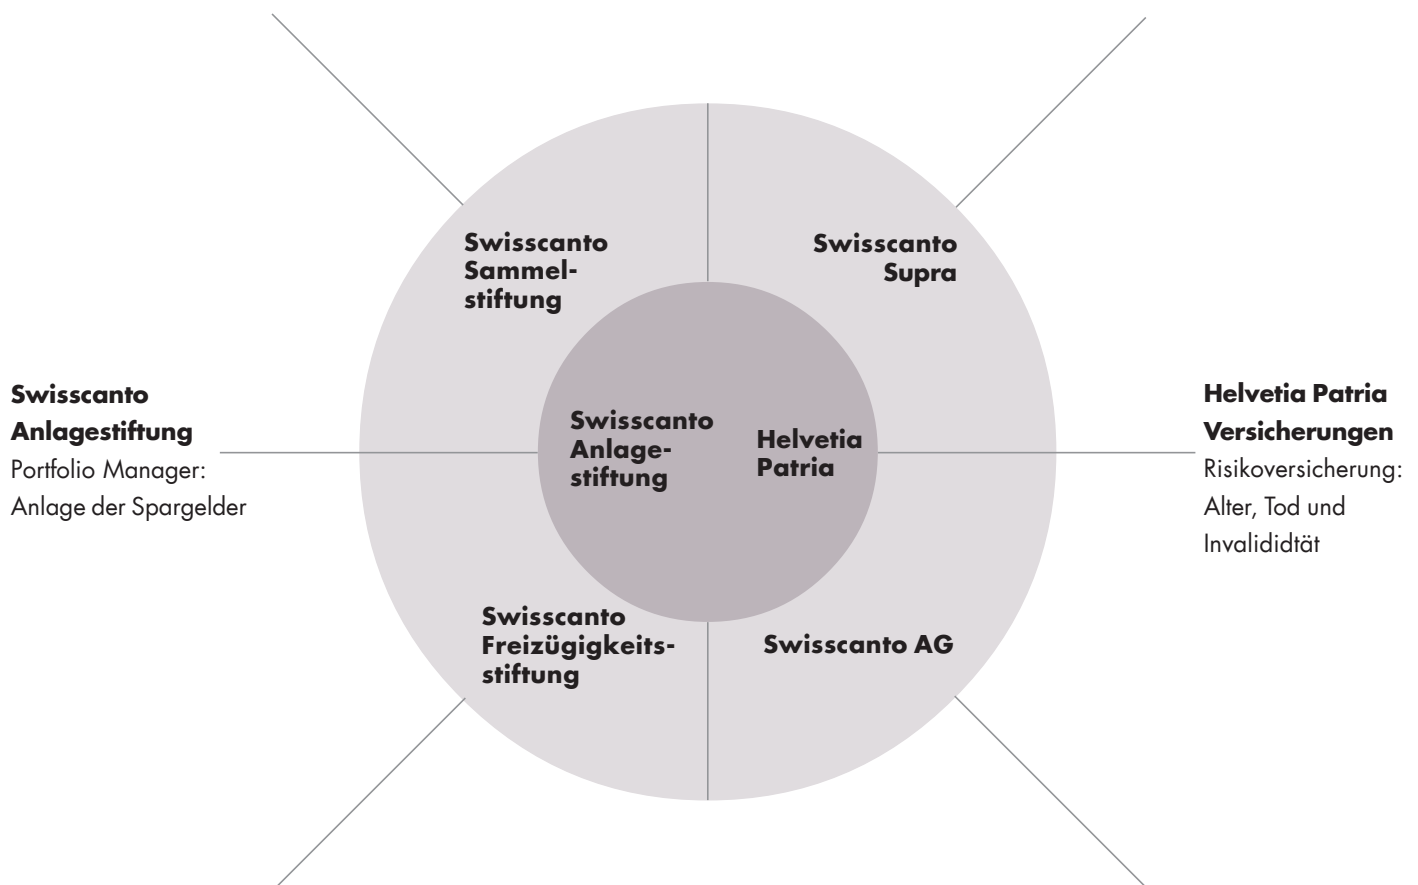 Swisscanto
Sammel-
stiftung
Swisscanto
Supra
Swisscanto
Anlagestiftung
Portfolio Manager:
Anlage der Spargelder
Swisscanto
Anlage-
stiftung
Helvetia
Patria
Helvetia Patria
Versicherungen
Risikoversicherung:
Alter, Tod und
Invalididtät
Swisscanto
Freizügigkeits-
stiftung
Swisscanto AG